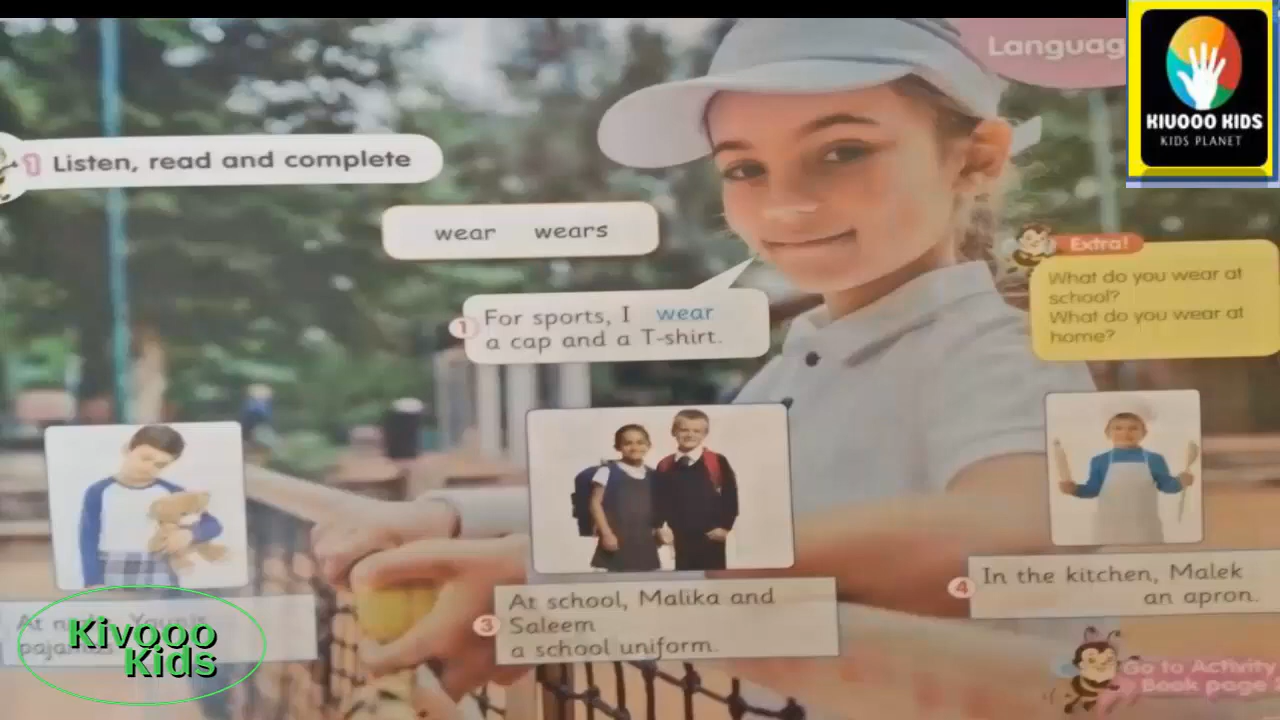 Languag
KIVOOO KIDS
KIDS PLANET
1 Listen, read and complete
wear wears
1 For sports, I wear
a cap and a T-shirt.
Extra!
What do you wear at
school?
What do you wear at
home?
At
pajamas
Kivooo
Kids
3 At school, Malika and
Saleem
a school uniform.
4 In the kitchen, Malek
an apron.
Go to Activity
Book page